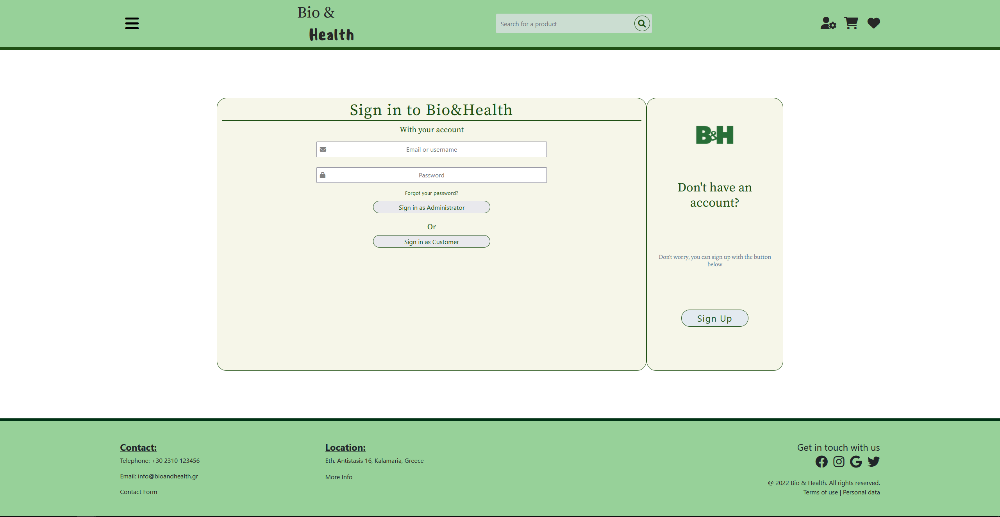 Bio &
Health
Search for a product
Sign in to Bio&Health
With your account
Email or username
Password
Forgot your password?
Sign in as Administrator
Or
Sign in as Customer
B&H
Don't have an
account?
Don't worry, you can sign up with the button
below
Sign Up
Contact:
Telephone: +30 2310 123456
Email: info@bioandhealth.gr
Contact Form
Location:
Eth. Antistasis 16, Kalamaria, Greece
More Info
Get in touch with us
@ 2022 Bio & Health. All rights reserved.
Terms of use | Personal data